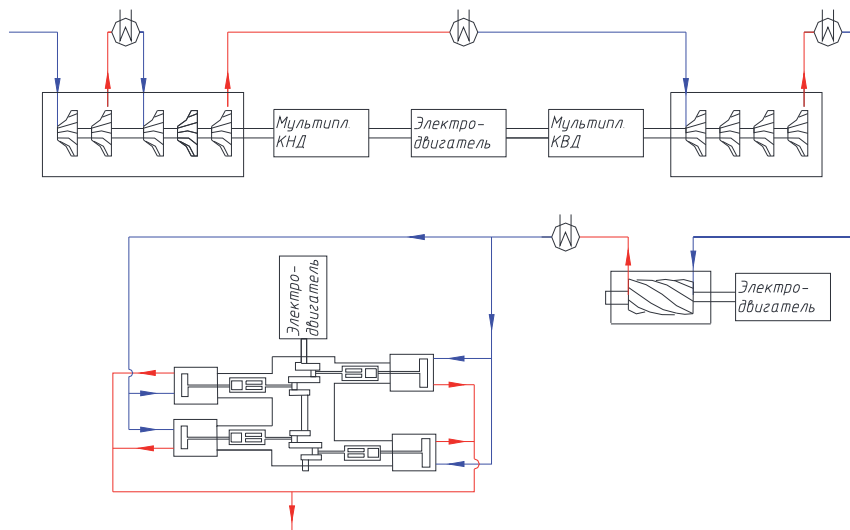 Мультипл.
КНД
Электро-
двигатель
Мультипл.
КВД
Электро-
двигатель
Электро-
двигатель